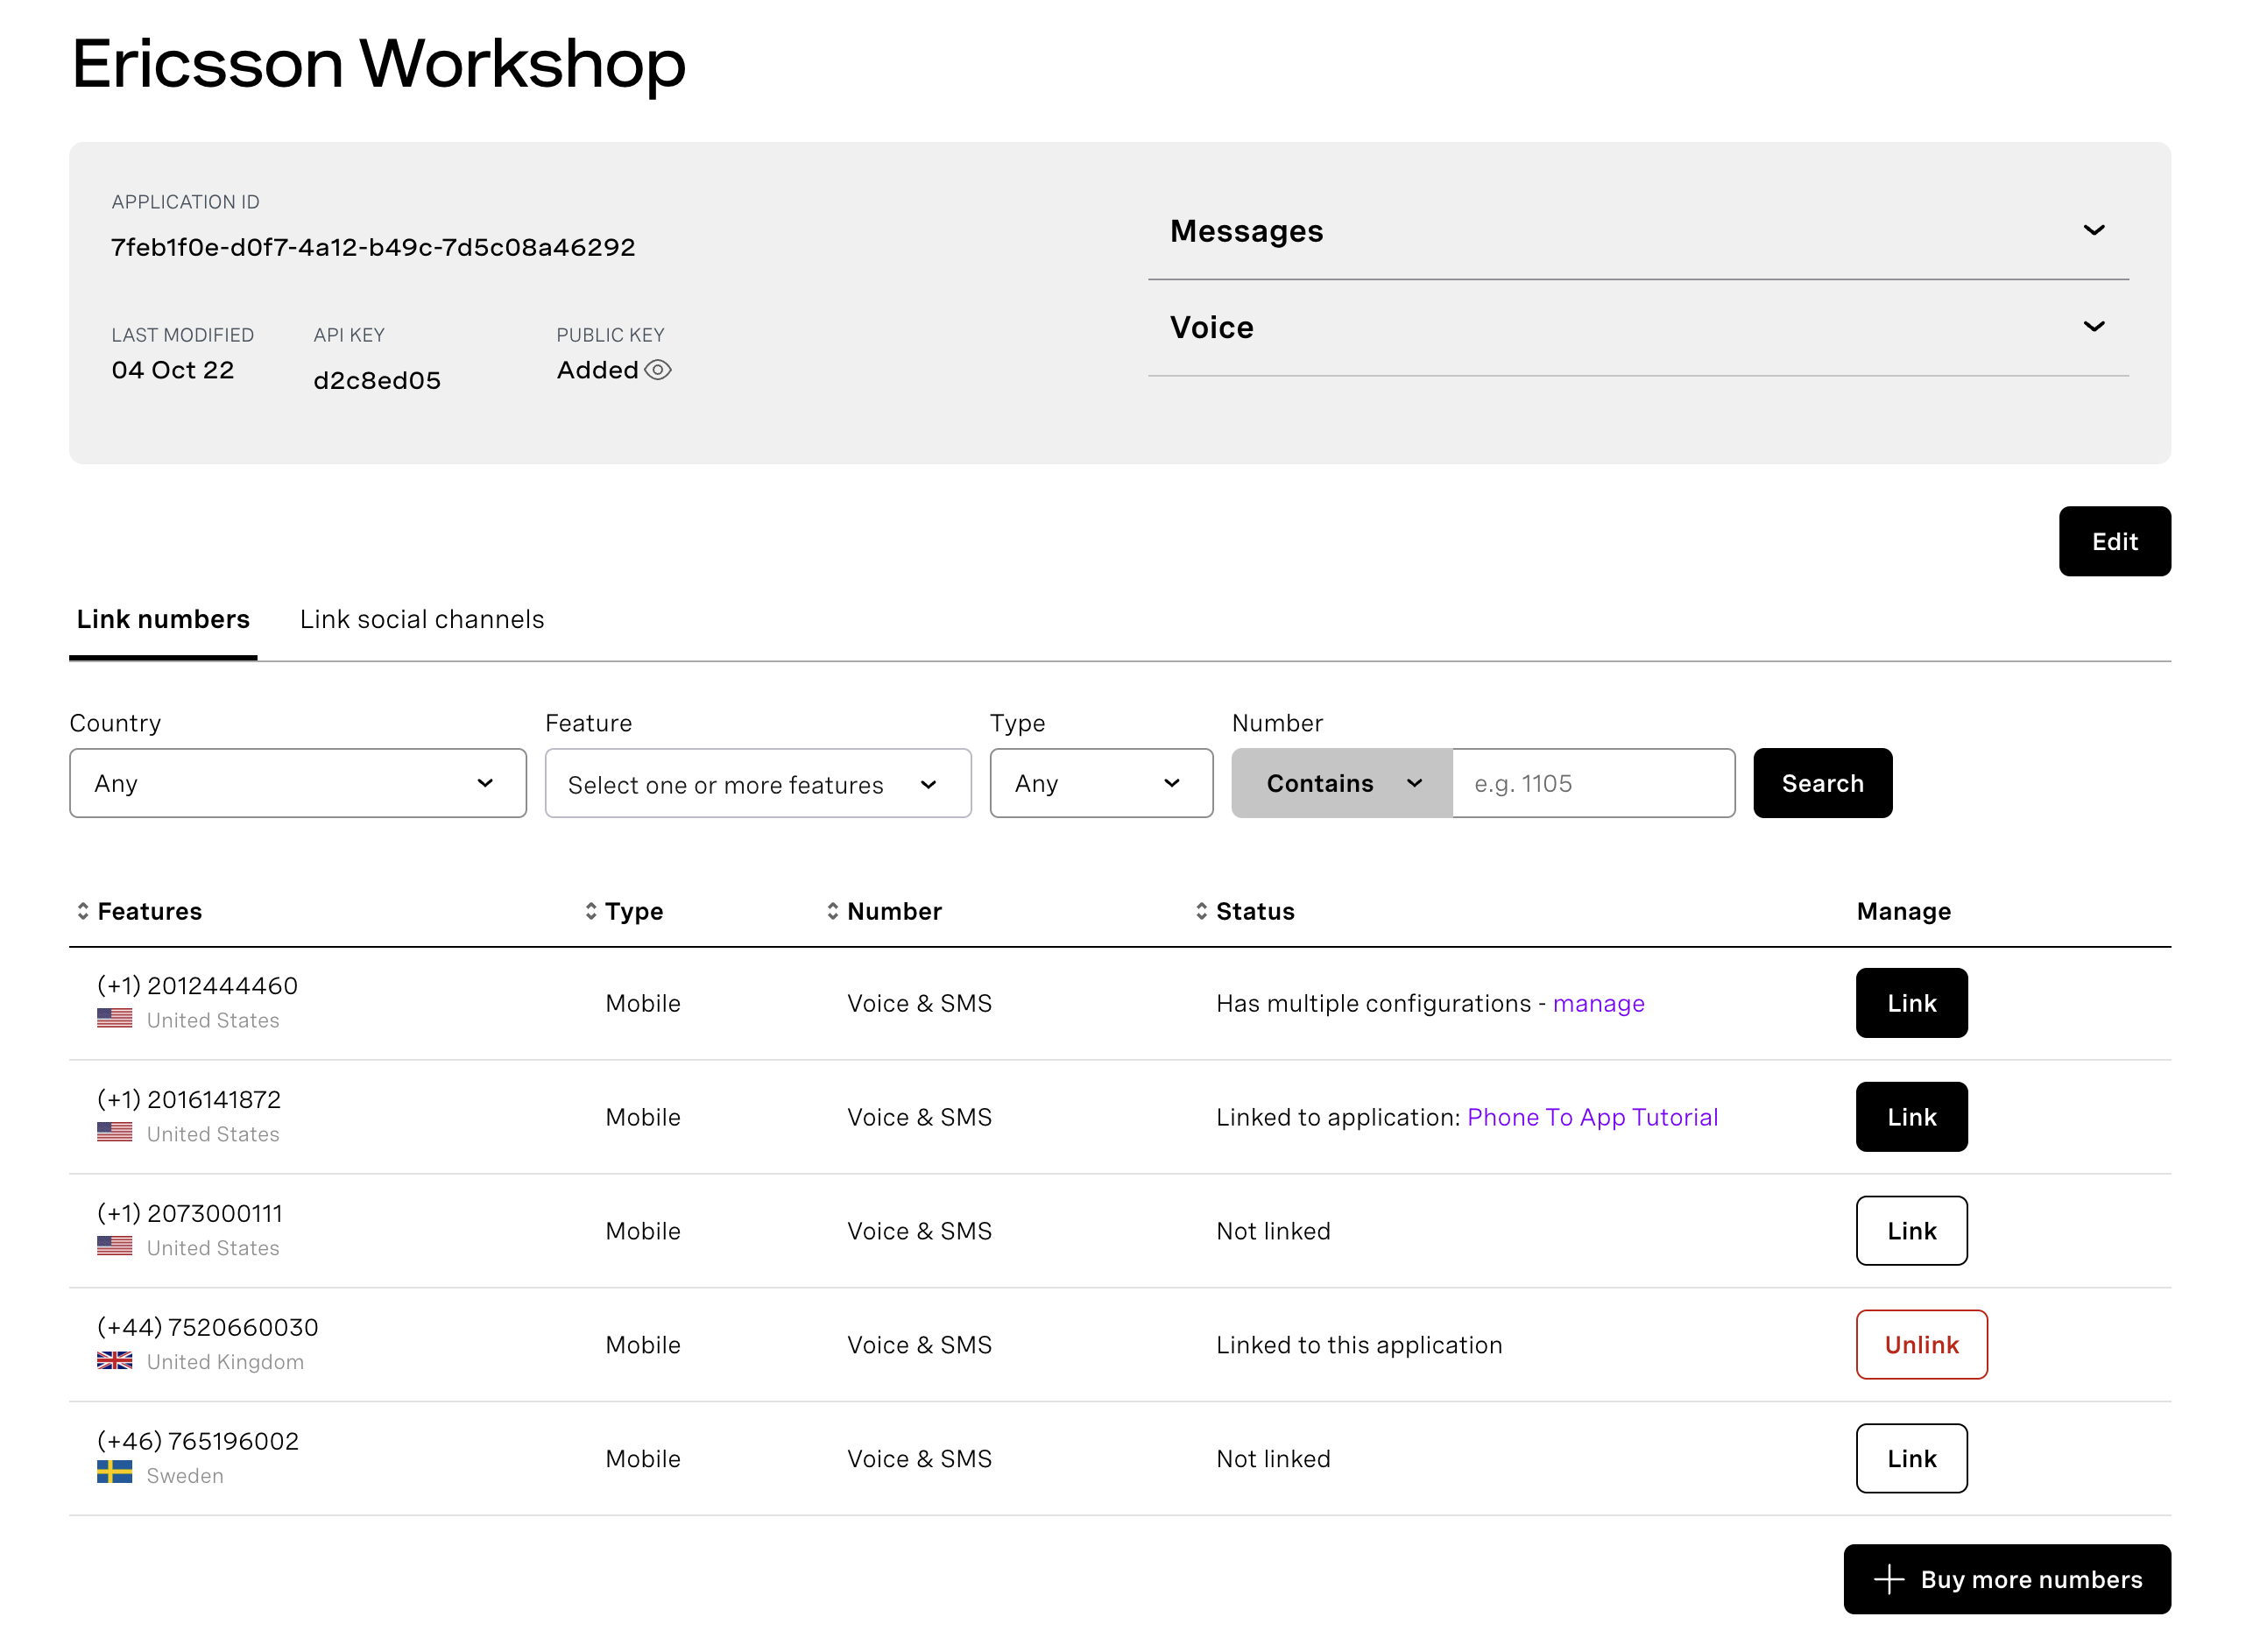 Ericsson Workshop
APPLICATION ID
7feb1f0e-d0f7-4a12-b49c-7d5c08a46292
LAST MODIFIED API KEY PUBLIC KEY
04 Oct 22 d2c8ed05 Added
Messages
Voice
Edit
Link numbers Link social channels
Country Feature Type Number
Any Select one or more features Any Contains e.g. 1105 Search
Features Type Number Status Manage
(+1) 2012444460
United States Mobile Voice & SMS Has multiple configurations - manage Link
(+1) 2016141872
United States Mobile Voice & SMS Linked to application: Phone To App Tutorial Link
(+1) 2073000111
United States Mobile Voice & SMS Not linked Link
(+44) 7520660030
United Kingdom Mobile Voice & SMS Linked to this application Unlink
(+46) 765196002
Sweden Mobile Voice & SMS Not linked Link
Buy more numbers